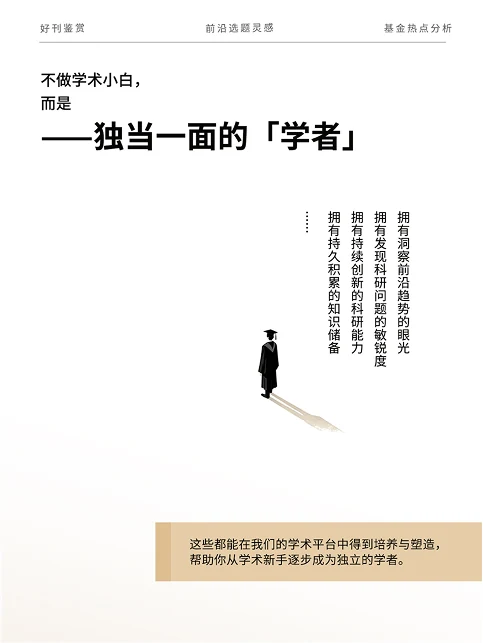 好刊鉴赏
前沿选题灵感
基金热点分析
不做学术小白，
而是
——独当一面的「学者」
拥有洞察前沿趋势的眼光
拥有发现科研问题的敏锐度
拥有持续创新的科研能力
拥有持久积累的知识储备
……
这些都能在我们的学术平台中得到培养与塑造，
帮助你从学术新手逐步成为独立的学者。